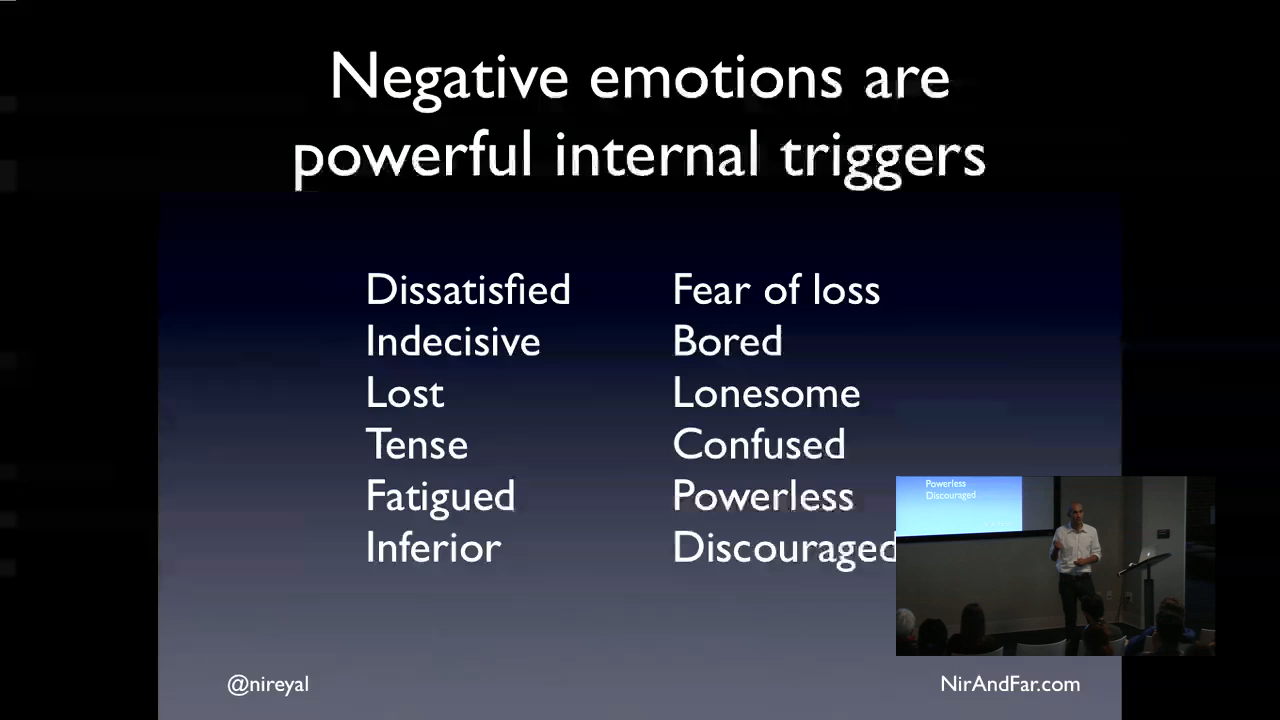 Negative emotions are
powerful internal triggers
Dissatisfied
Indecisive
Lost
Tense
Fatigued
Inferior
Fear of loss
Bored
Lonesome
Confused
Powerless
Discouraged
Powerless
Discouraged
@nireyal
NirAndFar.com